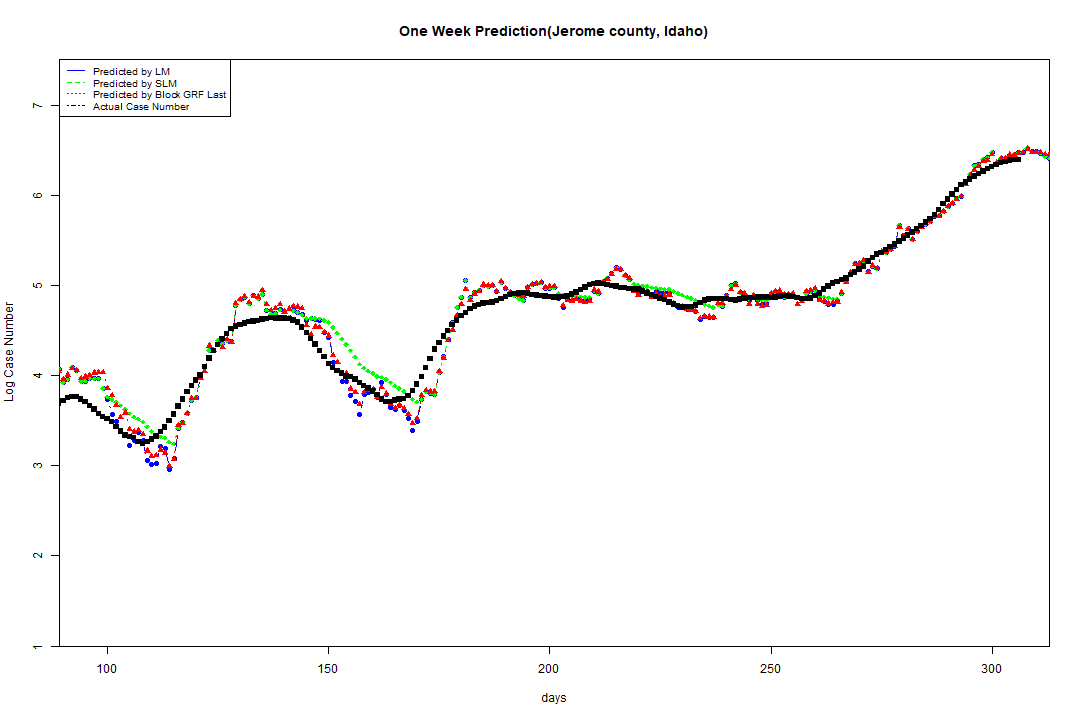 One Week Prediction(Jerome county, Idaho)
Predicted by LM
Predicted by SLM
Predicted by Block GRF Last
Actual Case Number
7
6
5
4
3
2
1
Log Case Number
100 150 200 250 300
days